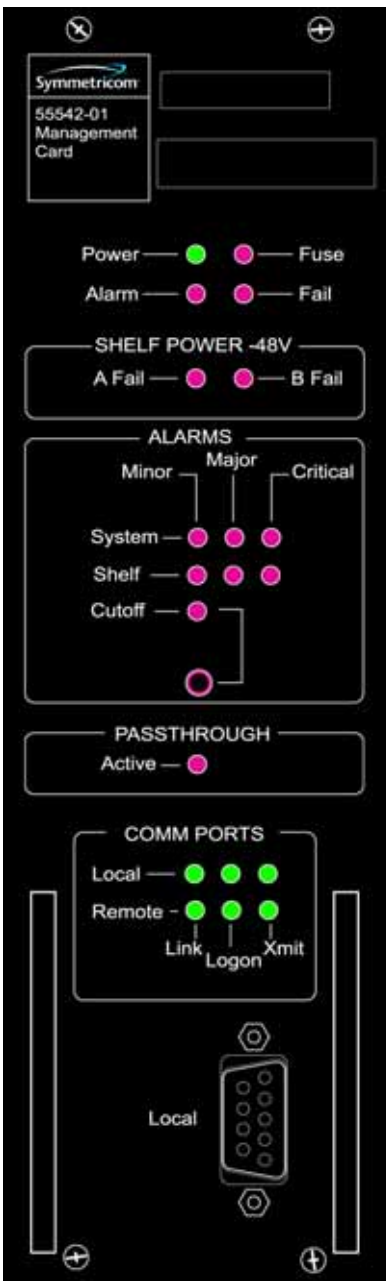 Symmetricom
55542-01
Management
Card
Power Fuse
Alarm Fail
SHELF POWER -48V
A Fail B Fail
ALARMS
Minor Major Critical
System
Shelf
Cutoff
PASSTHROUGH
Active
COMM PORTS
Local
Remote
Link Logon Xmit
Local